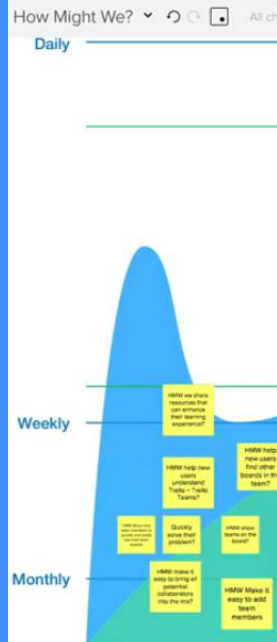 How Might We?
All ch
Daily
HMW we share
resources that
can enhance
their learning
experience?
Weekly
HMW help new
users
understand
Trello - Trello
Teams?
HMW help
new users
find other
boards in th
team?
Quickly
solve their
problem?
HMW show
teams on the
board?
Monthly
HMW make it
easy to bring all
potential
collaborators
into the mix?
HMW Make it
easy to add
team
members